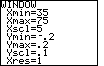 WINDOW
Xmin=35
Xmax=75
Xscl=5
Ymin=-.2
Ymax=.2
Yscl=.1
Xres=1